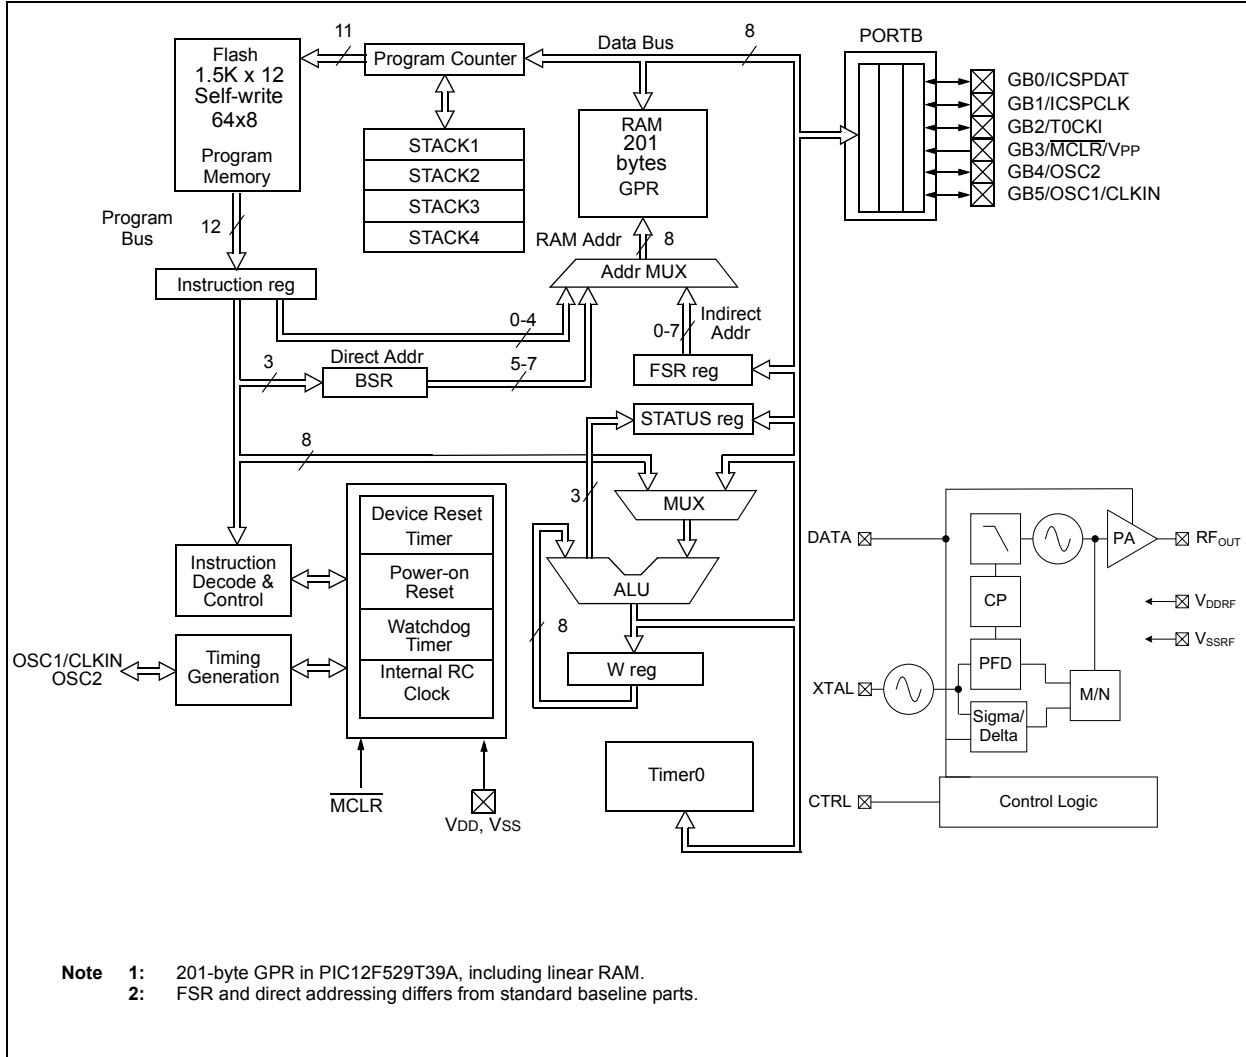 Flash
1.5K x 12
Self-write
64x8
Program
Memory
11
Program Counter
Data Bus
8
PORTB
STACK1
STACK2
STACK3
STACK4
RAM
201
bytes
GPR
GB0/ICSPDAT
GB1/ICSPCLK
GB2/T0CKI
GB3/MCLR/VPP
GB4/OSC2
GB5/OSC1/CLKIN
Program
Bus
12
RAM Addr
8
Addr MUX
Instruction reg
0-4
0-7
Indirect
Addr
3
Direct Addr
BSR
5-7
FSR reg
STATUS reg
8
3
MUX
Device Reset
Timer
Power-on
Reset
Watchdog
Timer
Internal RC
Clock
Instruction
Decode &
Control
ALU
8
W reg
OSC1/CLKIN
OSC2
Timing
Generation
MCLR
VDD, VSS
Timer0
DATA
PA
RFOUT
CP
VDDRF
VSSRF
PFD
XTAL
M/N
Sigma/
Delta
CTRL
Control Logic
Note 1: 201-byte GPR in PIC12F529T39A, including linear RAM.
2: FSR and direct addressing differs from standard baseline parts.